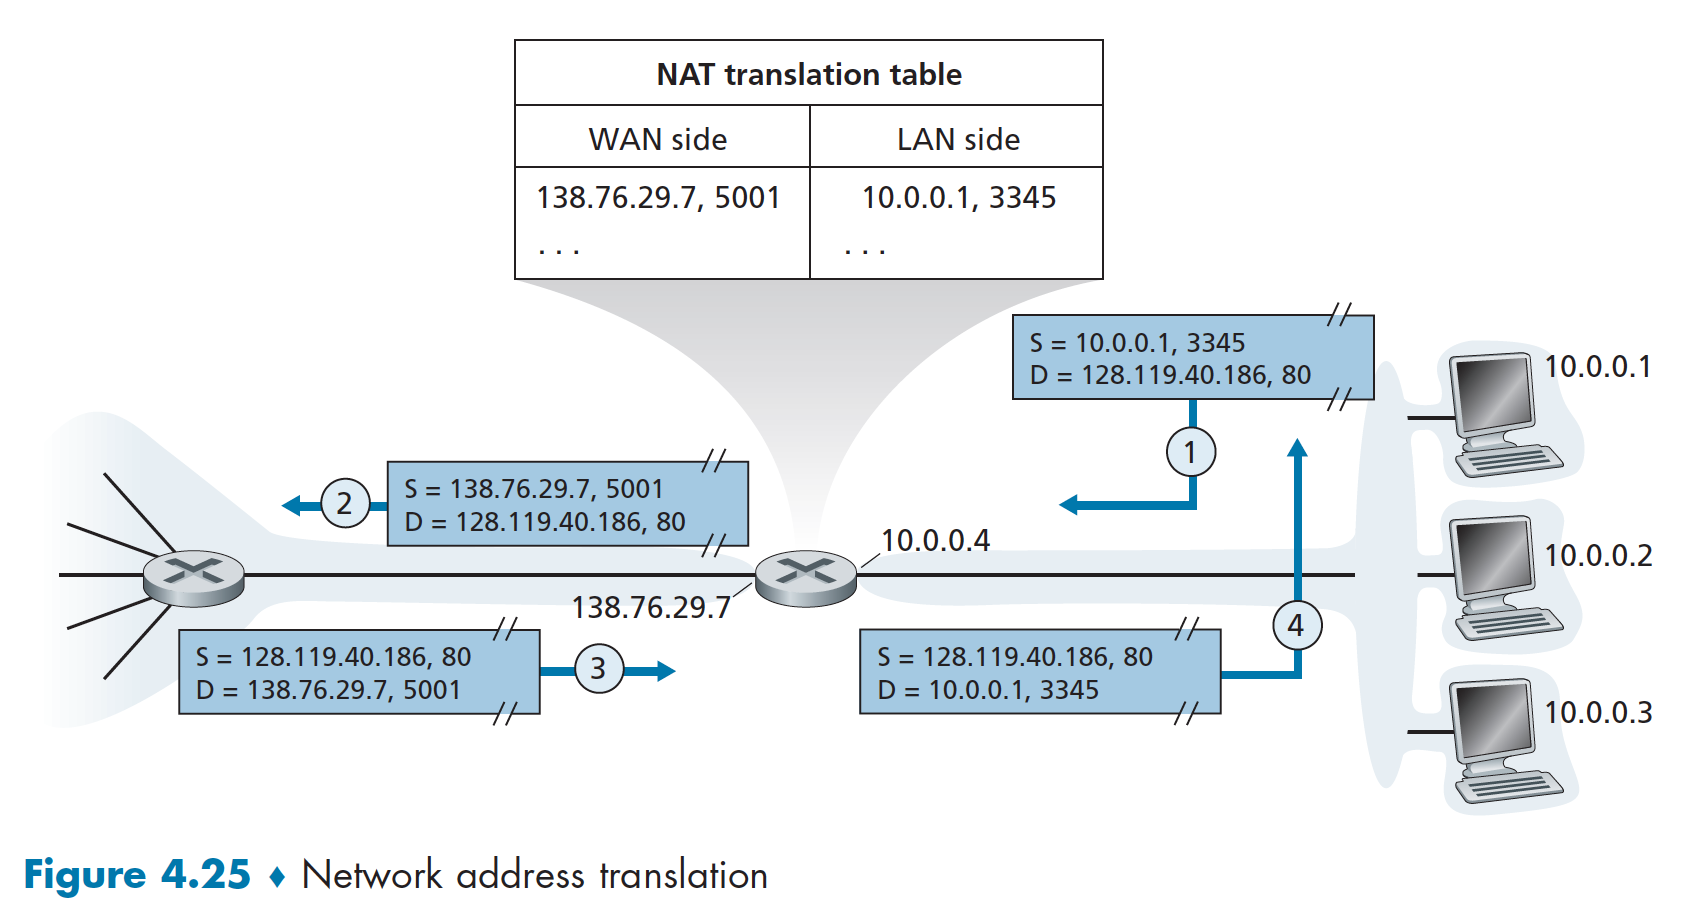 NAT translation table
WAN side LAN side
138.76.29.7, 5001 10.0.0.1, 3345
. . . . . .
S = 10.0.0.1, 3345
D = 128.119.40.186, 80
10.0.0.1
1
S = 138.76.29.7, 5001
D = 128.119.40.186, 80
2
10.0.0.4
10.0.0.2
138.76.29.7
4
S = 128.119.40.186, 80
D = 138.76.29.7, 5001
3
S = 128.119.40.186, 80
D = 10.0.0.1, 3345
10.0.0.3
Figure 4.25 ♦ Network address translation